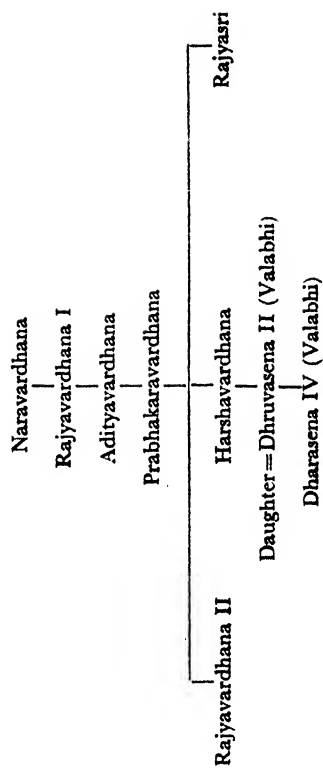 Naravardhana
Rajyavardhana I
Adityavardhana
Prabhakaravardhana
Rajyavardhana II Harshavardhana Rajyasri
Daughter = Dhruvasena II (Valabhi)
Dharasena IV (Valabhi)